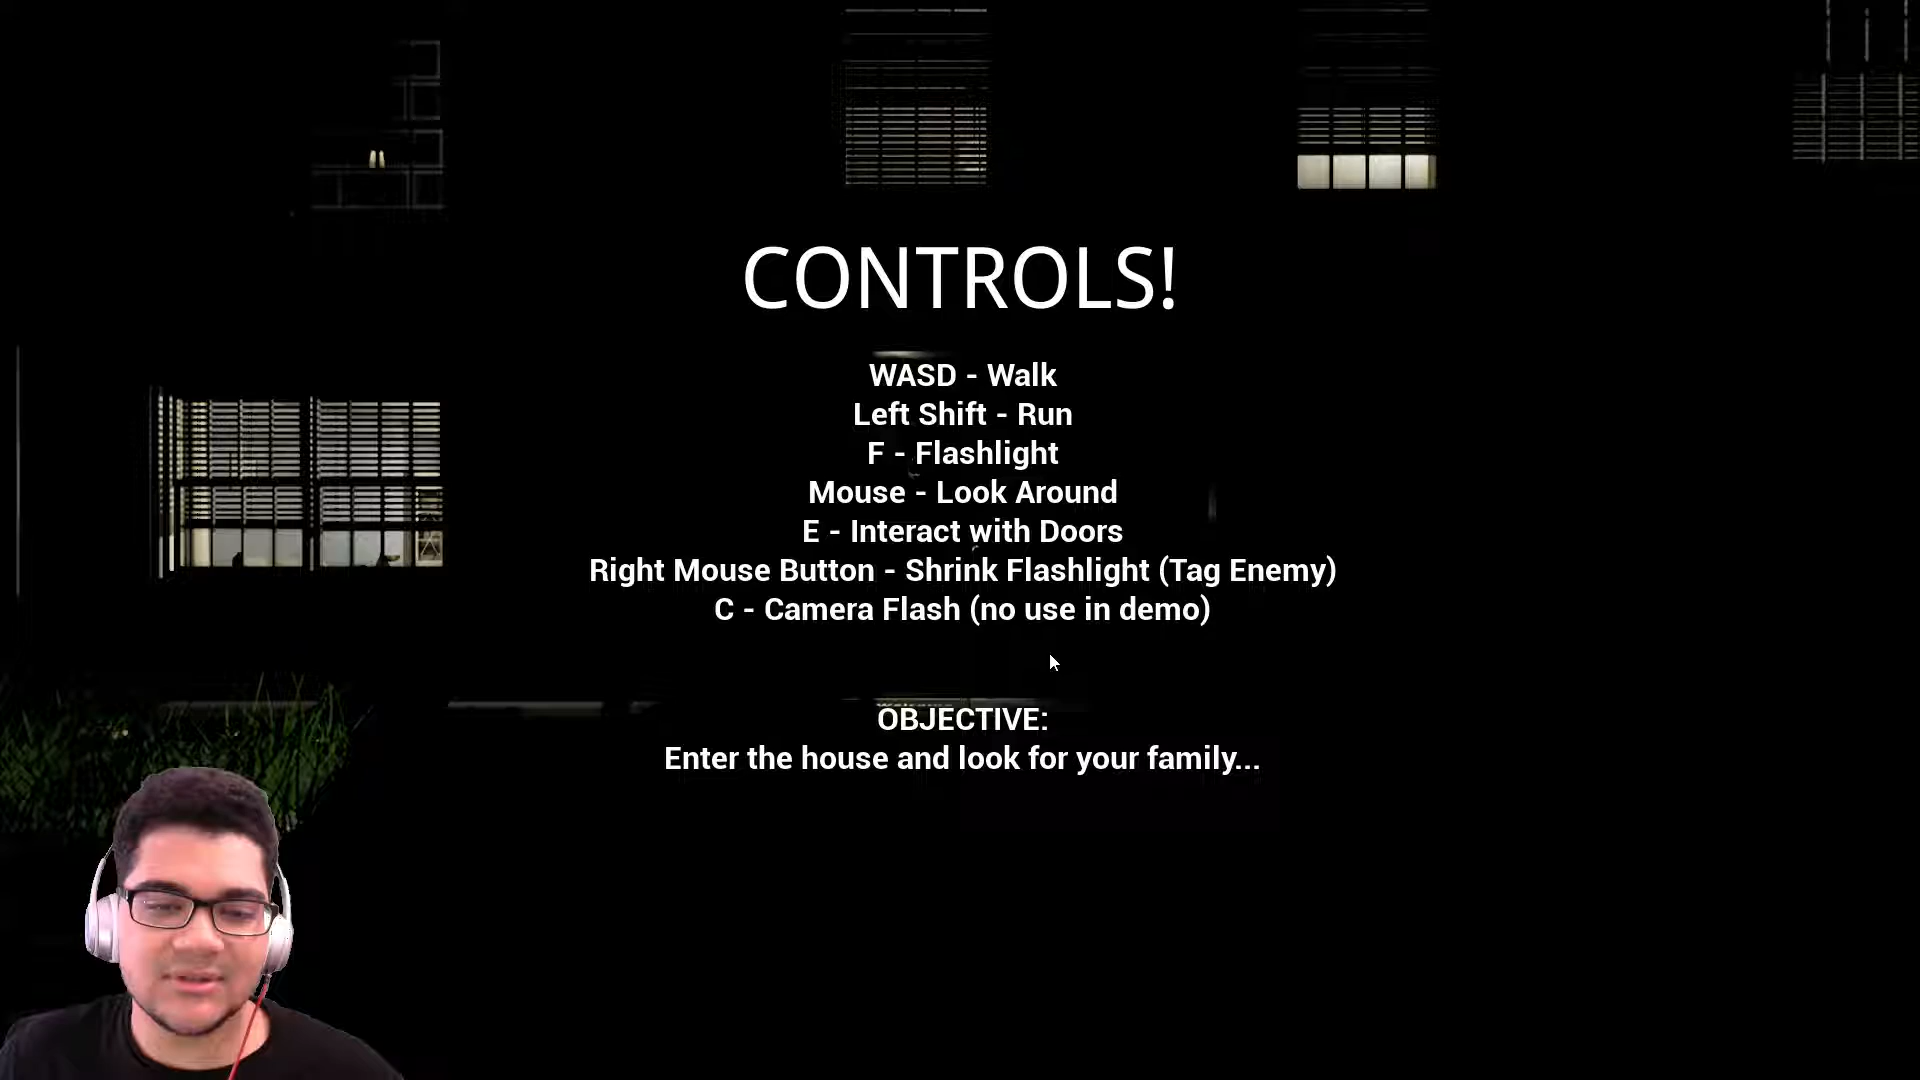 CONTROLS!
WASD - Walk
Left Shift - Run
F - Flashlight
Mouse - Look Around
E - Interact with Doors
Right Mouse Button - Shrink Flashlight (Tag Enemy)
C - Camera Flash (no use in demo)
Welcome
OBJECTIVE:
Enter the house and look for your family...